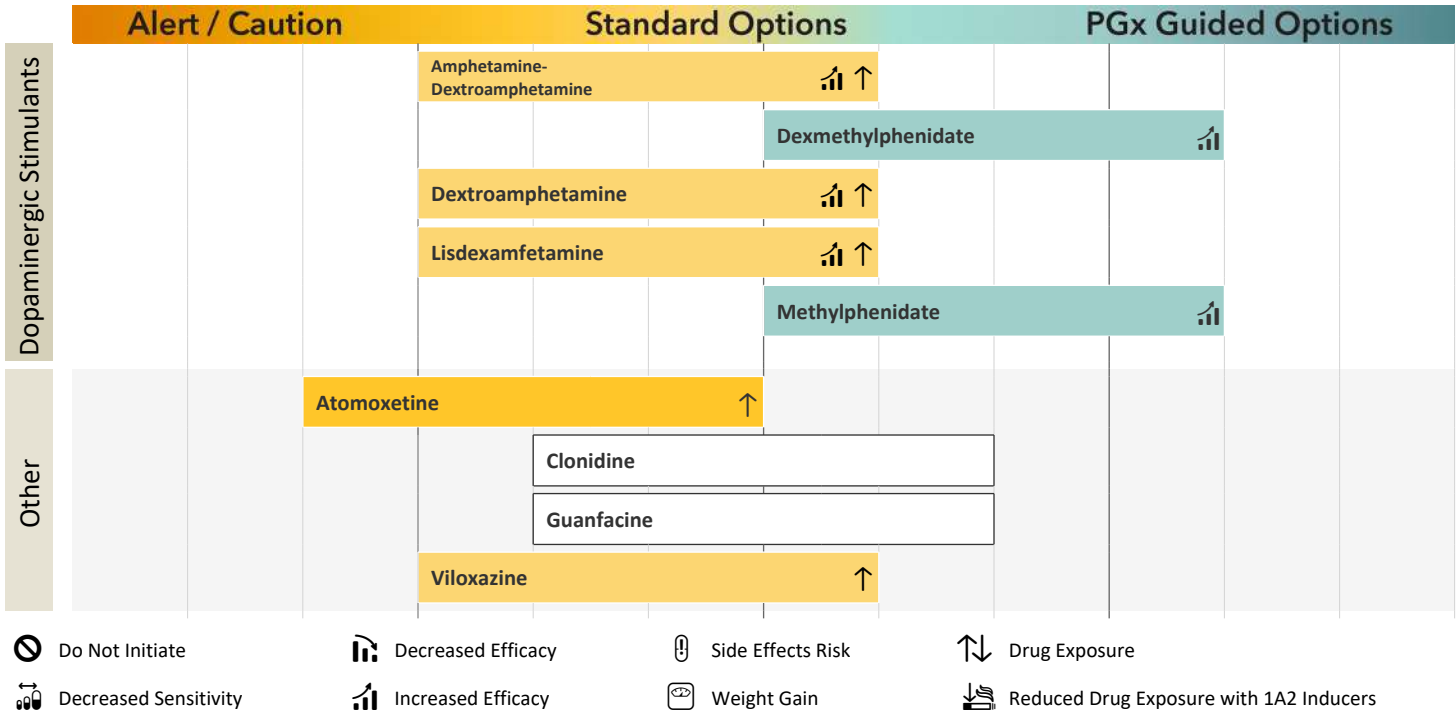 Alert / Caution
Standard Options
PGx Guided Options
Dopaminergic Stimulants
Amphetamine-
Dextroamphetamine
Dexmethylphenidate
Dextroamphetamine
Lisdexamfetamine
Methylphenidate
Other
Atomoxetine
Clonidine
Guanfacine
Viloxazine
Do Not Initiate
Decreased Efficacy
Side Effects Risk
Drug Exposure
Decreased Sensitivity
Increased Efficacy
Weight Gain
Reduced Drug Exposure with 1A2 Inducers